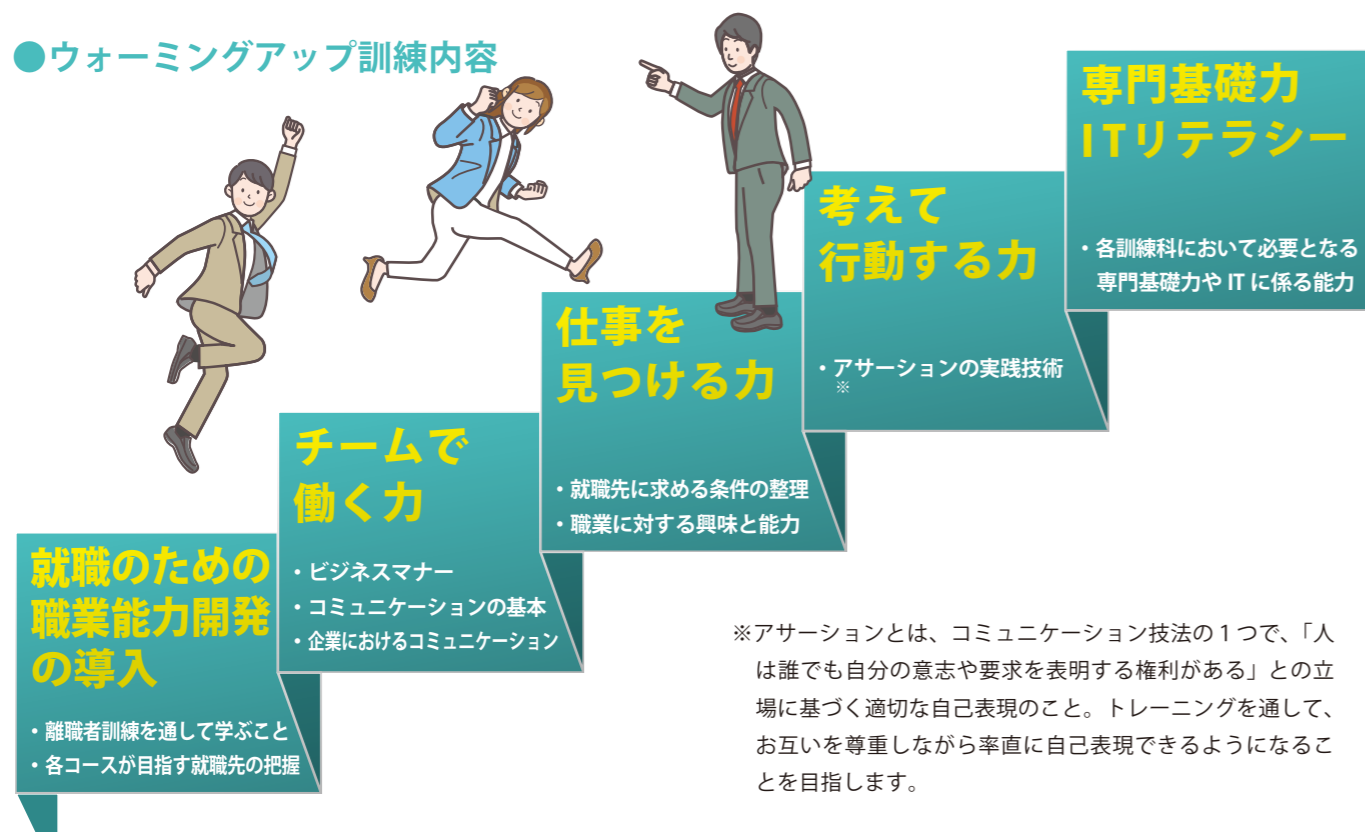 ●ウォーミングアップ訓練内容
就職のための
職業能力開発
の導入
・離職者訓練を通して学ぶこと
・各コースが目指す就職先の把握
チームで
働く力
・ビジネスマナー
・コミュニケーションの基本
・企業におけるコミュニケーション
仕事を
見つける力
・就職先に求める条件の整理
・職業に対する興味と能力
考えて
行動する力
・アサーションの実践技術
※
専門基礎力
ITリテラシー
・各訓練科において必要となる
専門基礎力や IT に係る能力
※アサーションとは、コミュニケーション技法の１つで、「人
は誰でも自分の意志や要求を表明する権利がある」との立
場に基づく適切な自己表現のこと。トレーニングを通して、
お互いを尊重しながら率直に自己表現できるようになるこ
とを目指します。